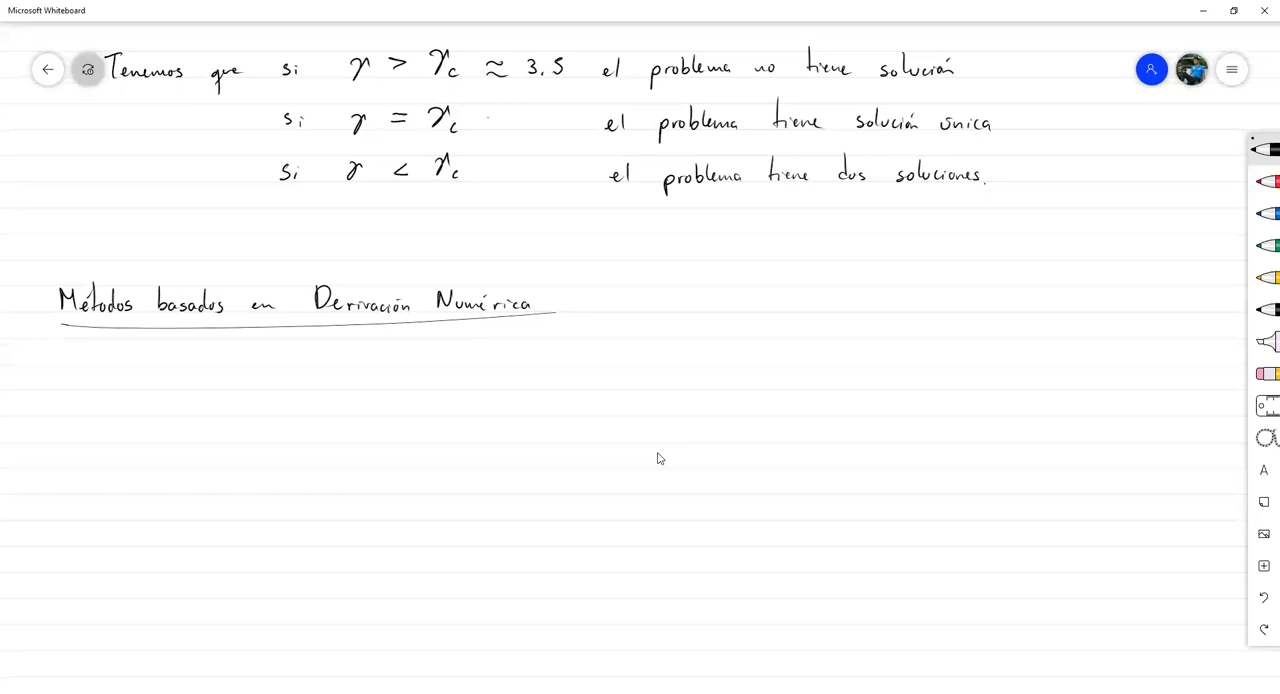 Microsoft Whiteboard
Tenemos que si γ > γc ≈ 3.5 el problema no tiene solución
si γ = γc el problema tiene solución única
si γ < γc el problema tiene dos soluciones.
Métodos basados en Derivación Numérica
A